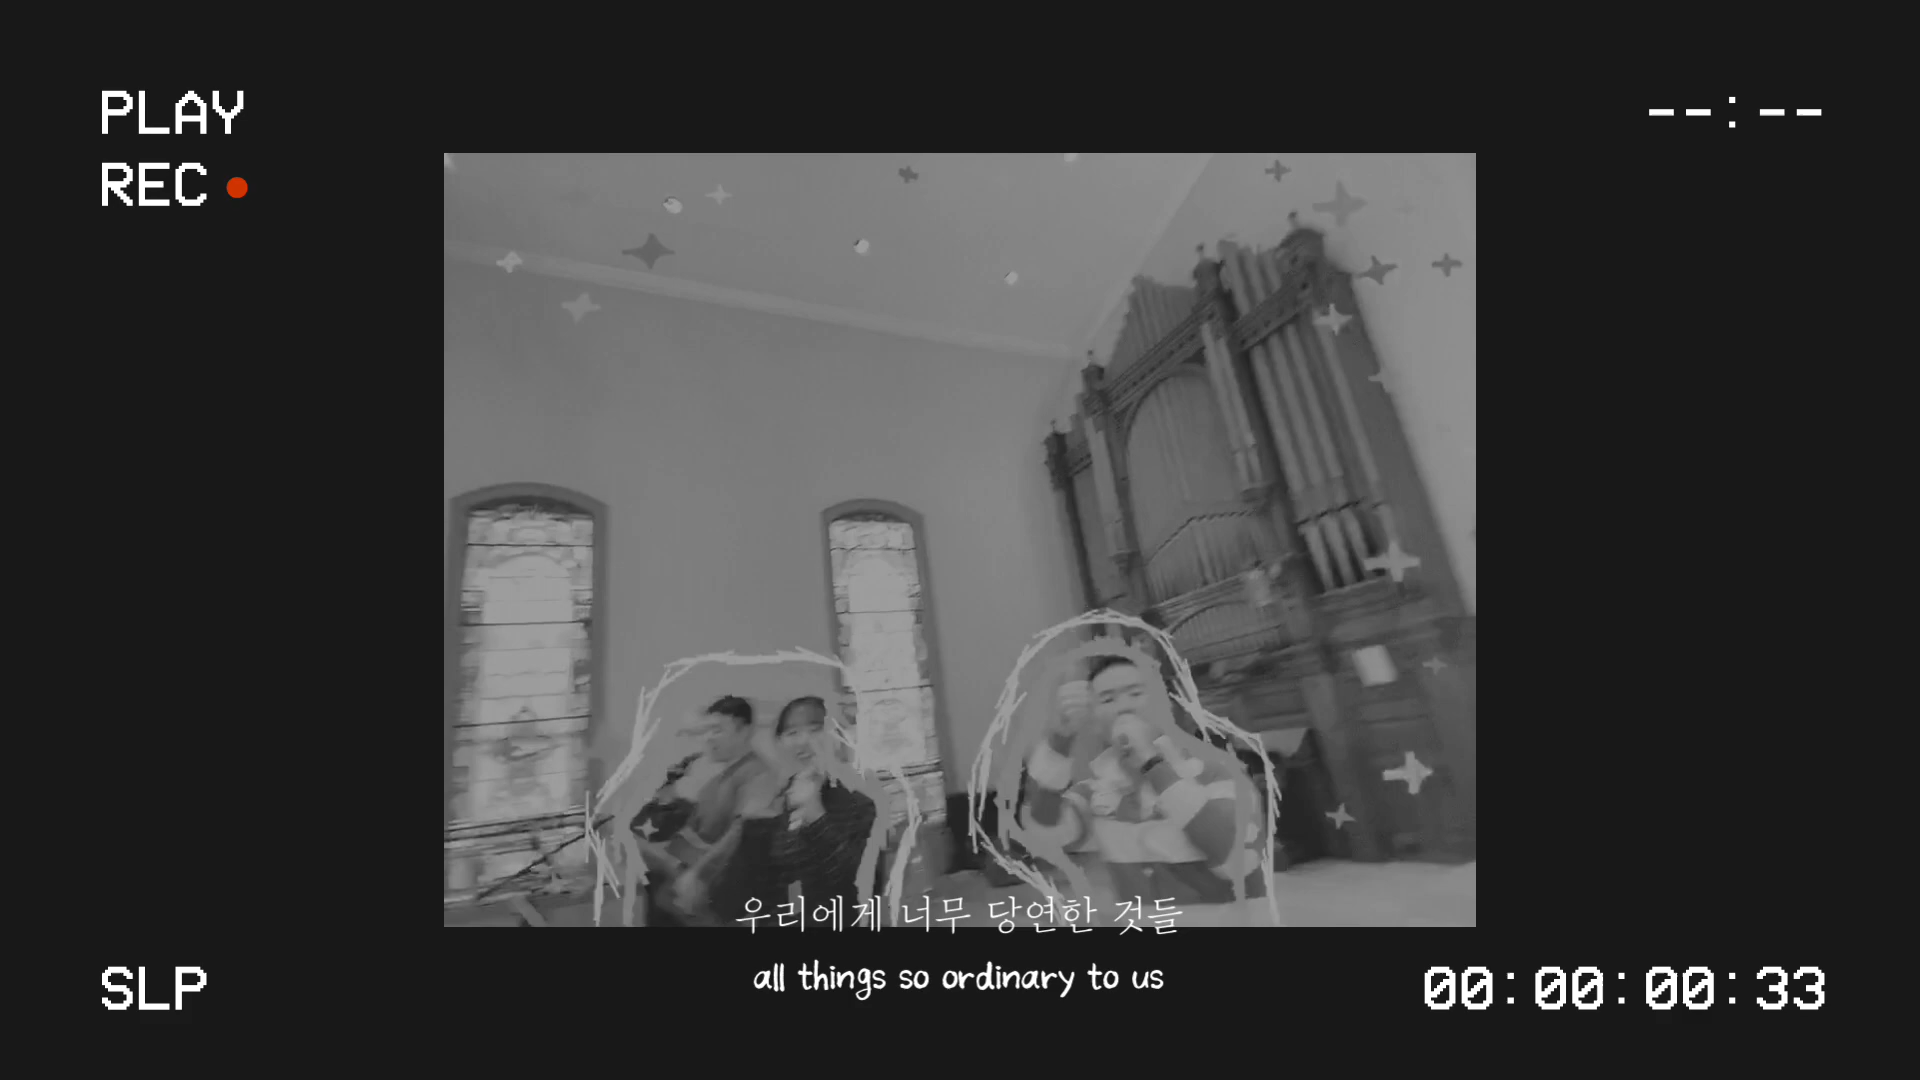 PLAY
--:--
REC
우리에게 너무 당연한 것들
all things so ordinary to us
SLP
00:00:00:33